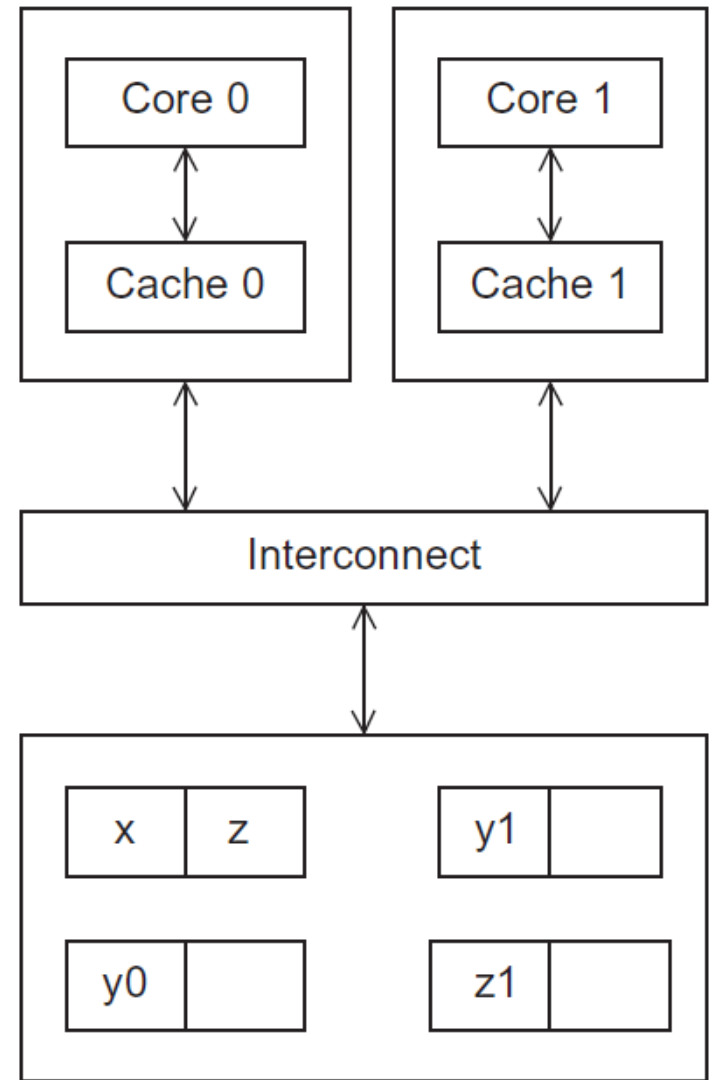 Core 0
Core 1
Cache 0
Cache 1
Interconnect
x z
y1
y0
z1